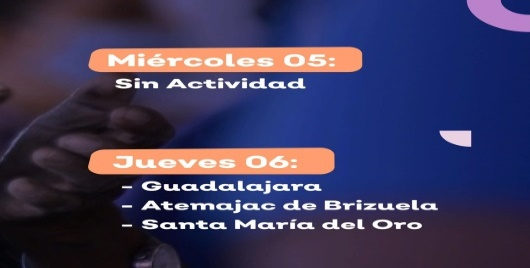 Miércoles 05:
Sin Actividad
Jueves 06:
- Guadalajara
- Atemajac de Brizuela
- Santa María del Oro